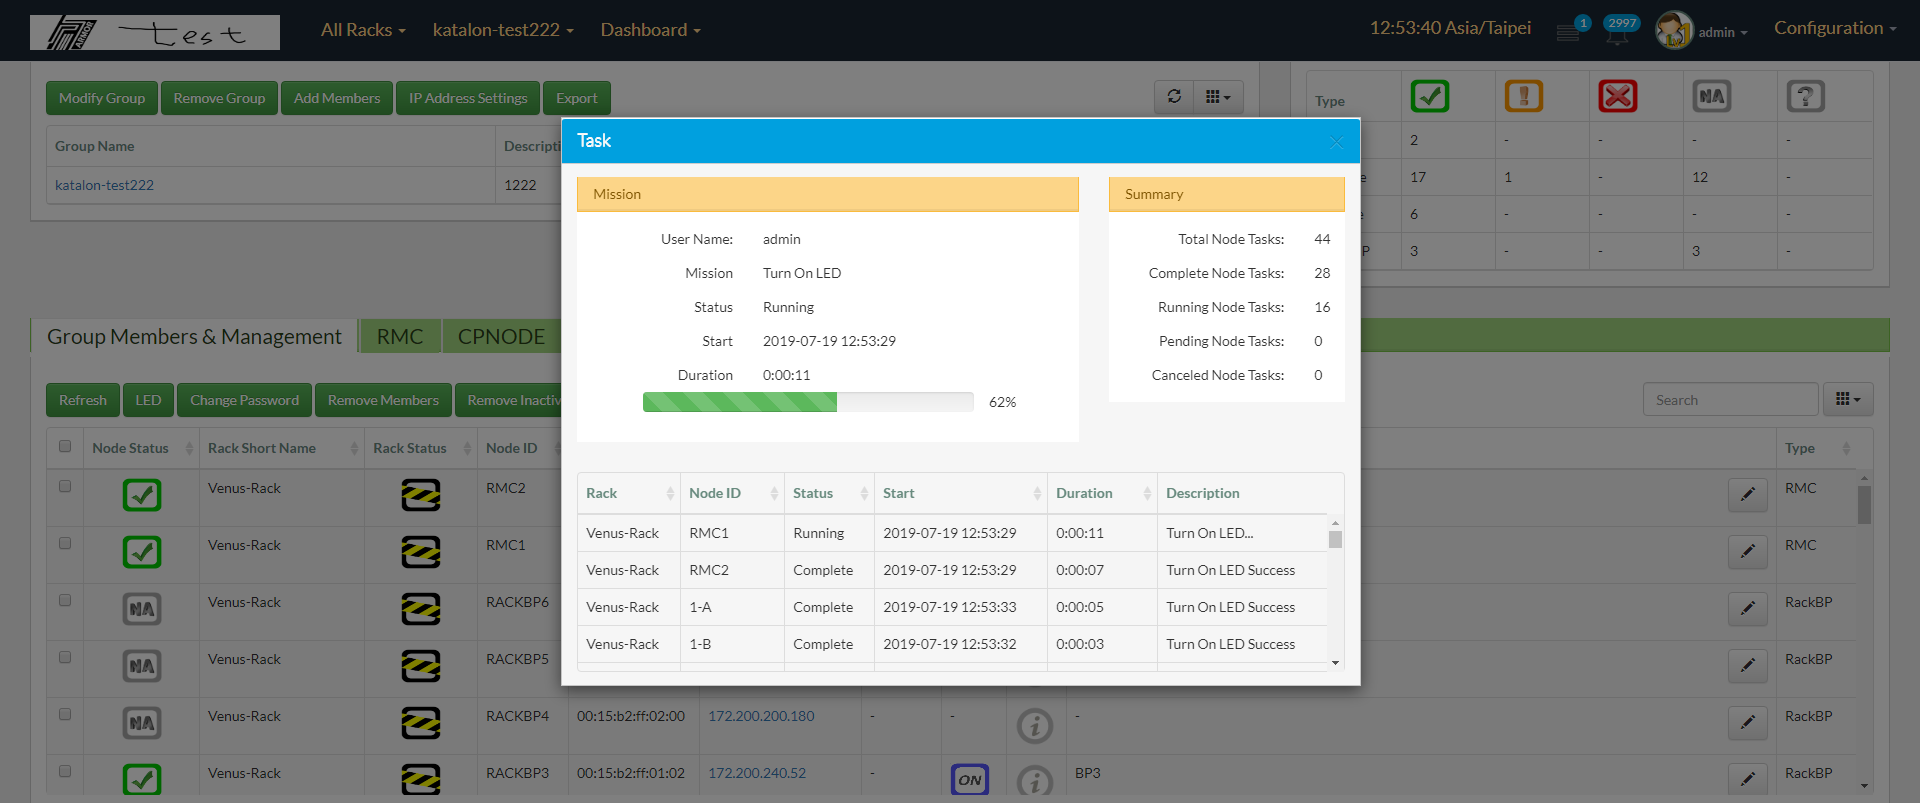 ARMOR test All Racks katalon-test222 Dashboard 12:53:40 Asia/Taipei 1 2997 admin Configuration
Modify Group Remove Group Add Members IP Address Settings Export
Type NA ?
Group Name Descripti
2 - - - -
katalon-test222 1222
e 17 1 - 12 -
e 6 - - - -
P 3 - - 3 -
Task
Mission
User Name: admin
Mission Turn On LED
Status Running
Start 2019-07-19 12:53:29
Duration 0:00:11
62%
Summary
Total Node Tasks: 44
Complete Node Tasks: 28
Running Node Tasks: 16
Pending Node Tasks: 0
Canceled Node Tasks: 0
Rack Node ID Status Start Duration Description
Venus-Rack RMC1 Running 2019-07-19 12:53:29 0:00:11 Turn On LED...
Venus-Rack RMC2 Complete 2019-07-19 12:53:29 0:00:07 Turn On LED Success
Venus-Rack 1-A Complete 2019-07-19 12:53:33 0:00:05 Turn On LED Success
Venus-Rack 1-B Complete 2019-07-19 12:53:32 0:00:03 Turn On LED Success
Group Members & Management RMC CPNODE
Refresh LED Change Password Remove Members Remove Inactiv Search
Node Status Rack Short Name Rack Status Node ID Type
Venus-Rack RMC2 RMC
Venus-Rack RMC1 RMC
NA Venus-Rack RACKBP6 RackBP
NA Venus-Rack RACKBP5 RackBP
NA Venus-Rack RACKBP4 00:15:b2:ff:02:00 172.200.200.180 - - i - RackBP
Venus-Rack RACKBP3 00:15:b2:ff:01:02 172.200.240.52 - ON i BP3 RackBP